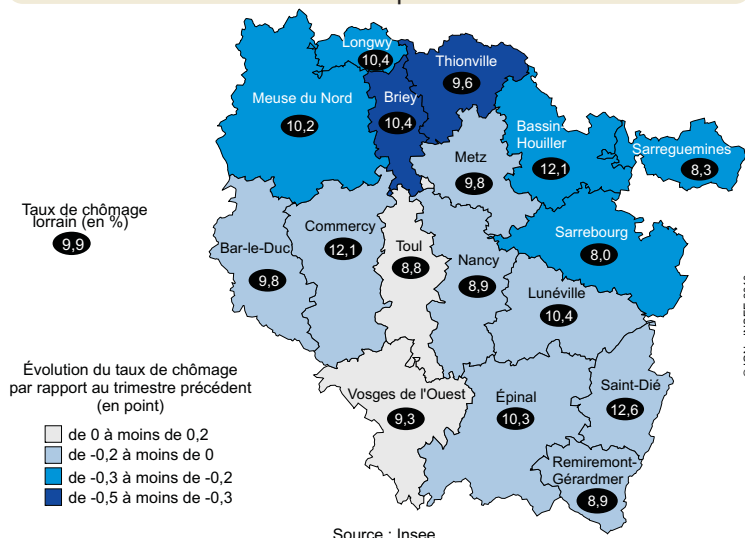 Longwy
10,4
Thionville
9,6
Meuse du Nord
10,2
Briey
10,4
Bassin-
Houiller
12,1
Sarreguemines
8,3
Metz
9,8
Taux de chômage
lorrain (en %)
9,9
Bar-le-Duc
9,8
Commercy
12,1
Toul
8,8
Nancy
8,9
Sarrebourg
8,0
Lunéville
10,4
Évolution du taux de chômage
par rapport au trimestre précédent
(en point)
de 0 à moins de 0,2
de -0,2 à moins de 0
de -0,3 à moins de -0,2
de -0,5 à moins de -0,3
Vosges de l'Ouest
9,3
Épinal
10,3
Saint-Dié
12,6
Remiremont-
Gérardmer
8,9
Source : Insee